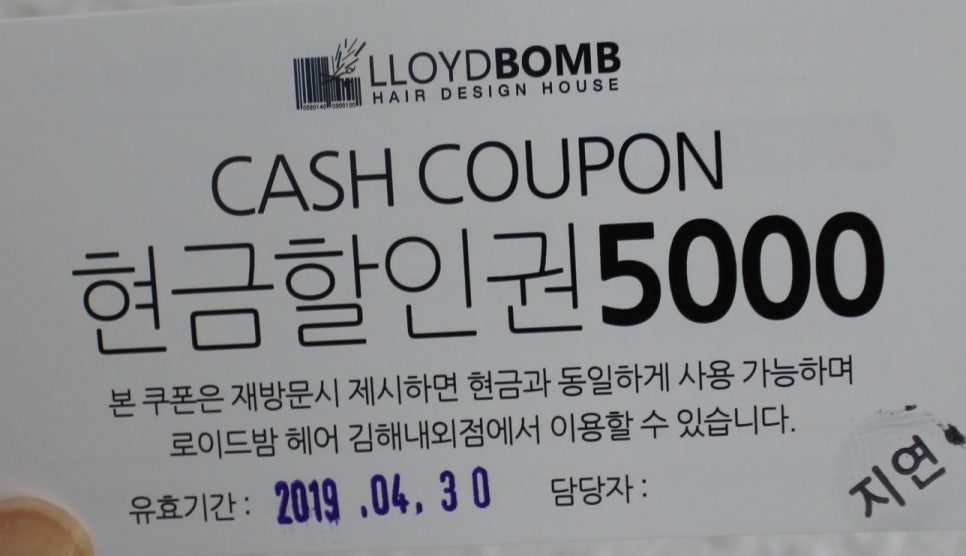 LLOYDBOMB
HAIR DESIGN HOUSE
CASH COUPON
현금할인권5000
본 쿠폰은 재방문시 제시하면 현금과 동일하게 사용 가능하며
로이드밤 헤어 김해내외점에서 이용할 수 있습니다.
유효기간 : 2019.04.30 담당자 :
지연